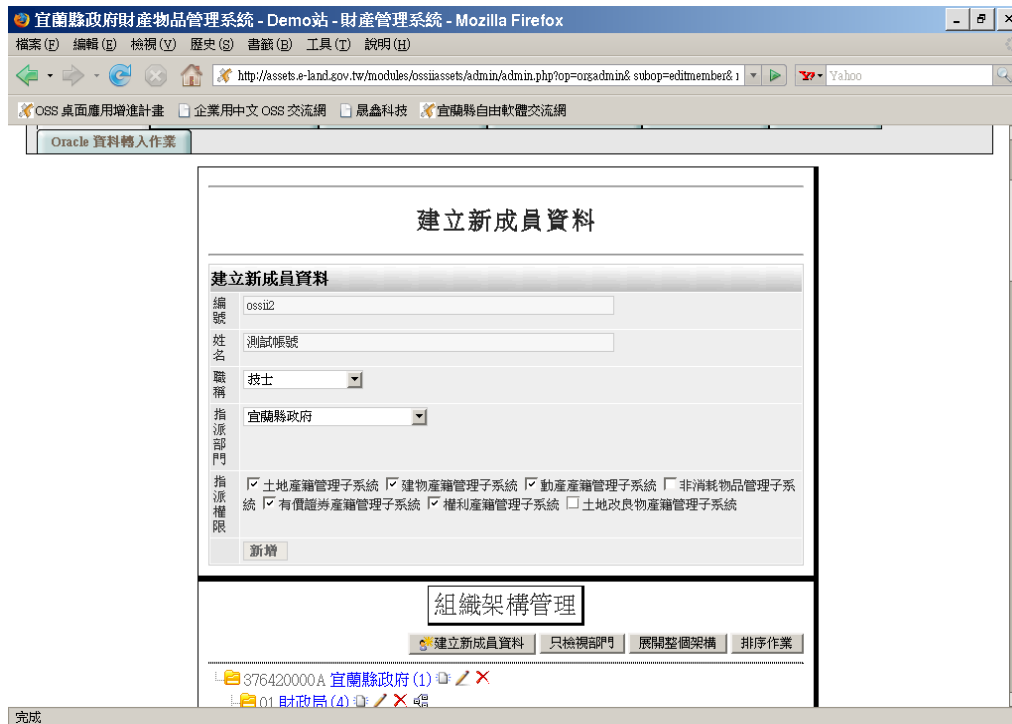 宜蘭縣政府財產物品管理系統 - Demo站 - 財產管理系統 - Mozilla Firefox
檔案(F) 編輯(E) 檢視(V) 歷史(S) 書籤(B) 工具(T) 說明(H)
http://assets.e-land.gov.tw/modules/ossiiassets/admin/admin.php?op=orgadmin& subop=editmember&
Yahoo
OSS 桌面應用增進計畫 企業用中文 OSS 交流網 晟鑫科技 宜蘭縣自由軟體交流網
Oracle 資料轉入作業
建立新成員資料
建立新成員資料
編號 ossii2
姓名 測試帳號
職稱 技士
指派部門 宜蘭縣政府
指派權限 土地產籍管理子系統 建物產籍管理子系統 動產產籍管理子系統 非消耗物品管理子系
統 有價證券產籍管理子系統 權利產籍管理子系統 土地改良物產籍管理子系統
新增
組織架構管理
建立新成員資料 只檢視部門 展開整個架構 排序作業
376420000A 宜蘭縣政府 (1)
01 財政局 (4)
完成